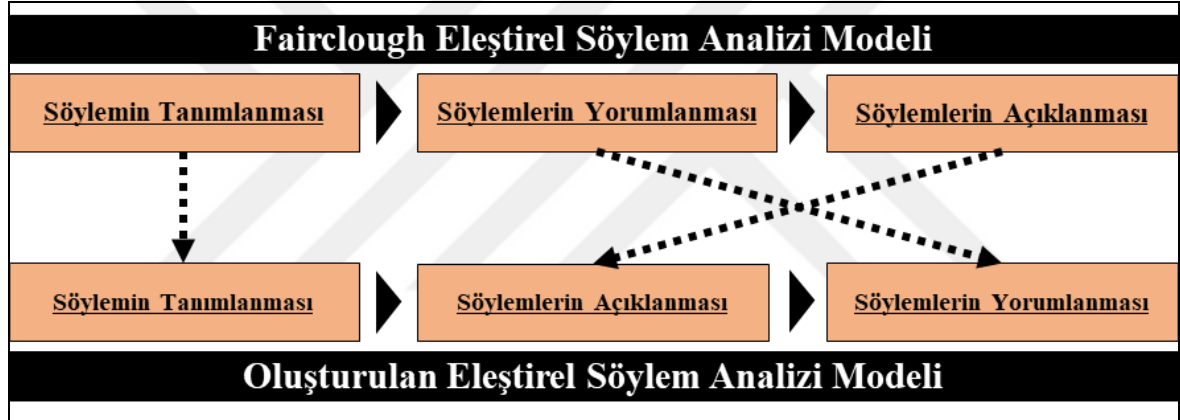 Fairclough Eleştirel Söylem Analizi Modeli
Söylemin Tanımlanması
Söylemlerin Yorumlanması
Söylemlerin Açıklanması
Söylemin Tanımlanması
Söylemlerin Açıklanması
Söylemlerin Yorumlanması
Oluşturulan Eleştirel Söylem Analizi Modeli